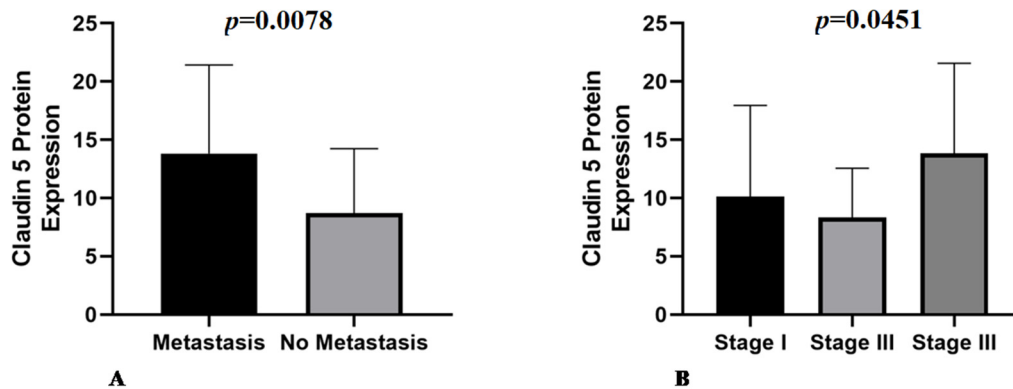 p=0.0078
Claudin 5 Protein
Expression
25
20
15
10
5
0
Metastasis No Metastasis
A
p=0.0451
Claudin 5 Protein
Expression
25
20
15
10
5
0
Stage I Stage III Stage III
B